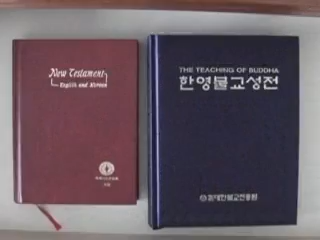 New Testament
English and Korean
THE TEACHING OF BUDDHA
한영불교성전